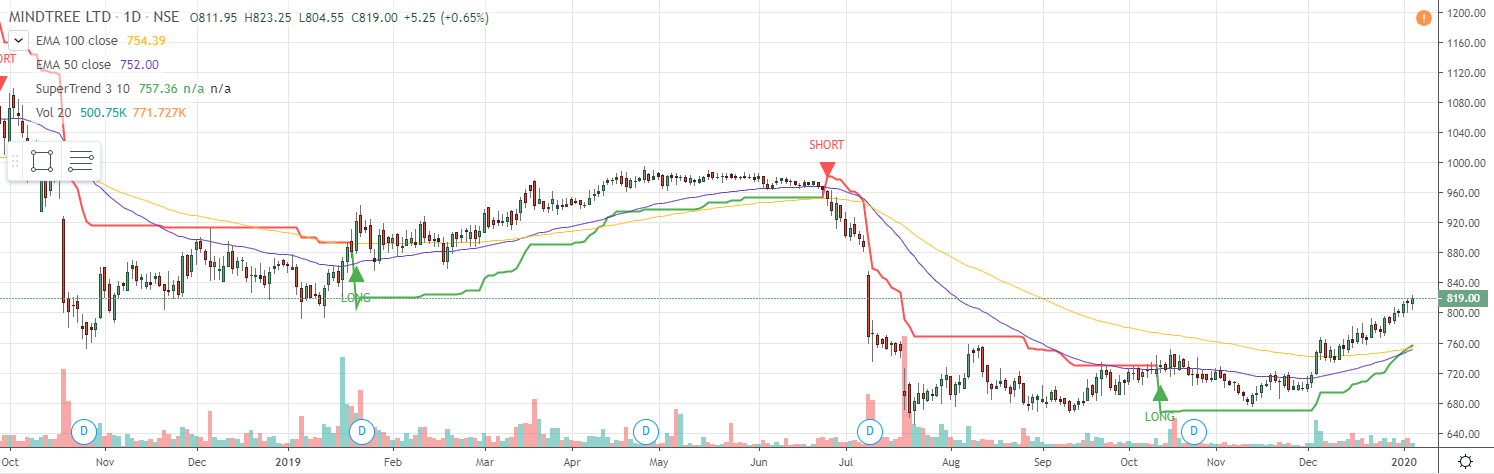 MINDTREE LTD · 1D · NSE O811.95 H823.25 L804.55 C819.00 +5.25 (+0.65%)
EMA 100 close 754.39
EMA 50 close 752.00
SuperTrend 3 10 757.36 n/a n/a
Vol 20 500.75K 771.727K
ORT
SHORT
LONG
LONG
D
D
D
D
D
!
1200.00
1160.00
1120.00
1080.00
1040.00
1000.00
960.00
920.00
880.00
840.00
819.00
800.00
760.00
720.00
680.00
640.00
Oct Nov Dec 2019 Feb Mar Apr May Jun Jul Aug Sep Oct Nov Dec 2020